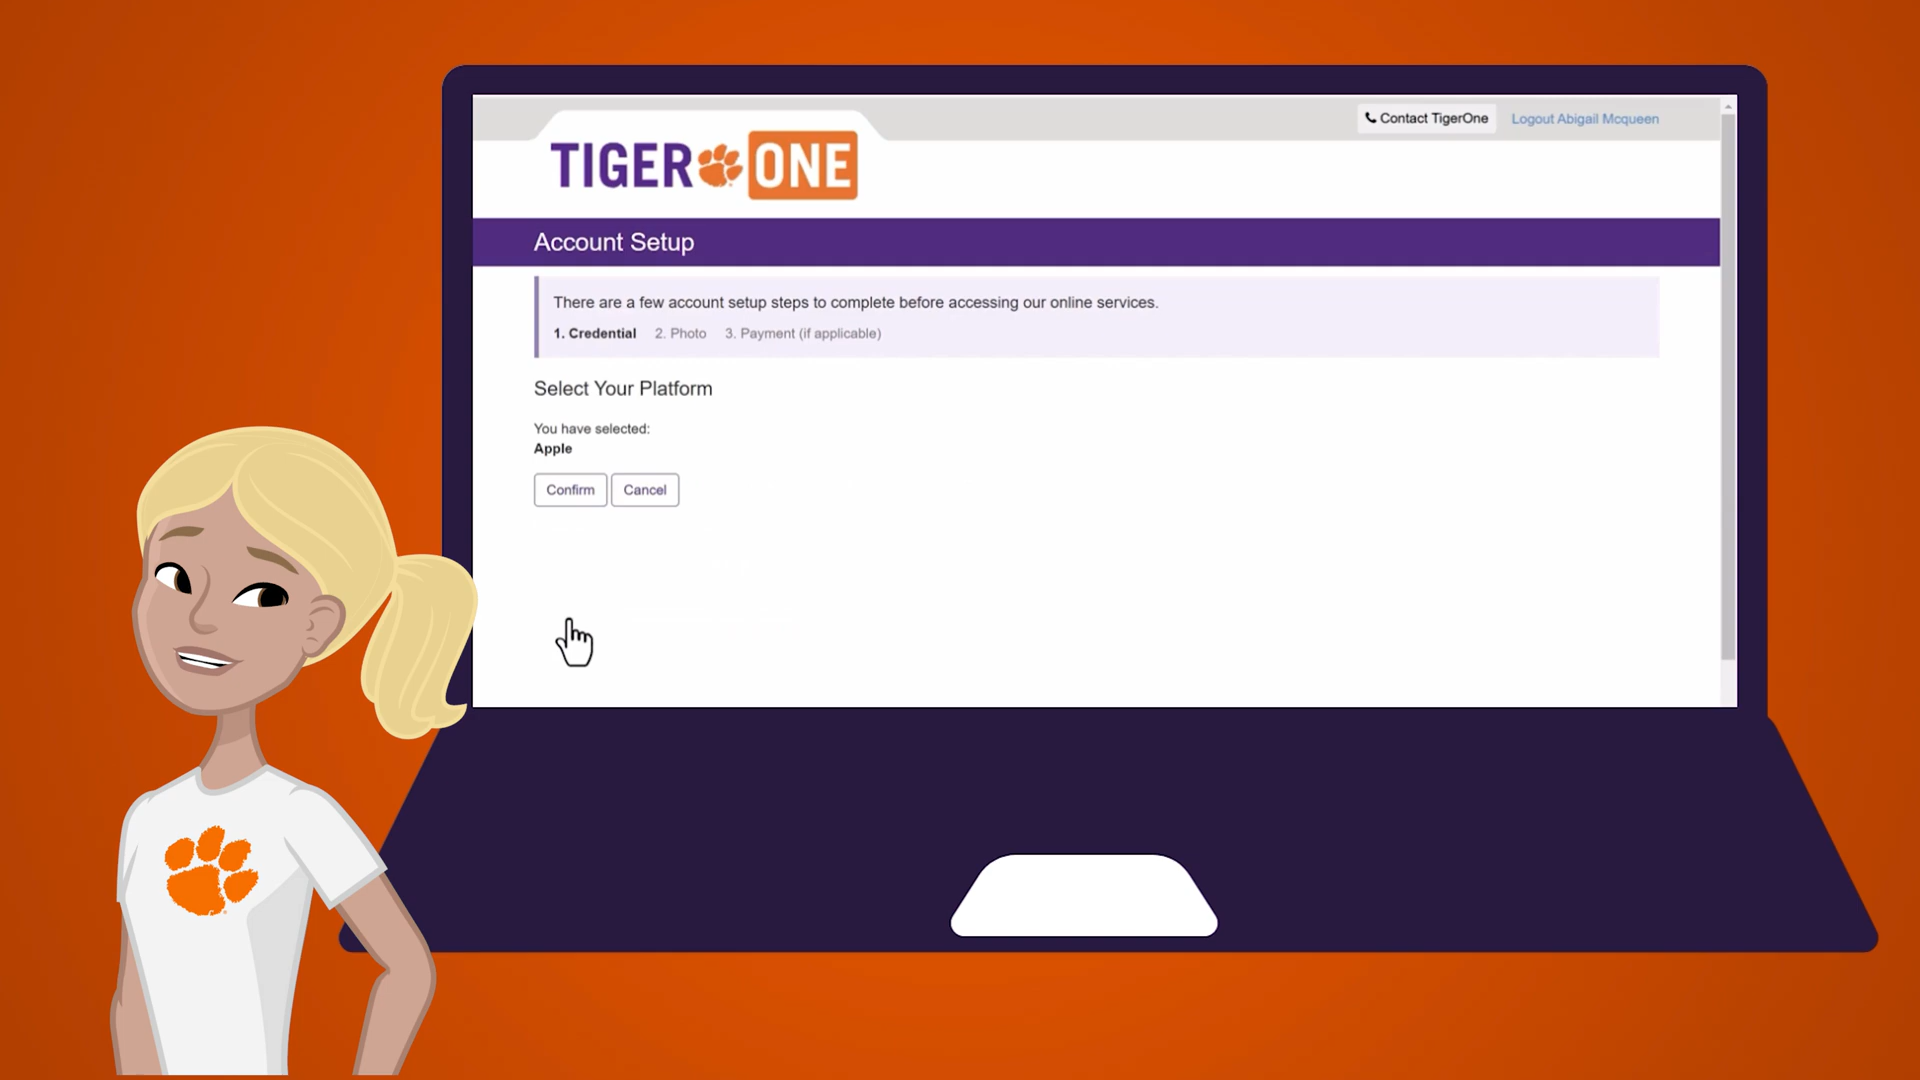 Contact TigerOne Logout Abigail Mcqueen
TIGER ONE
Account Setup
There are a few account setup steps to complete before accessing our online services.
1. Credential 2. Photo 3. Payment (if applicable)
Select Your Platform
You have selected:
Apple
Confirm Cancel